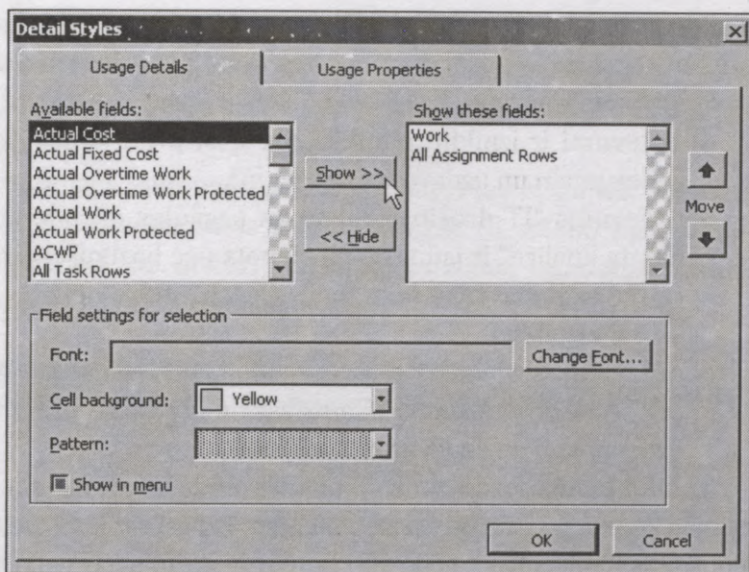 Detail Styles
Usage Details
Usage Properties
Available fields:
Actual Cost
Actual Fixed Cost
Actual Overtime Work
Actual Overtime Work Protected
Actual Work
Actual Work Protected
ACWP
All Task Rows
Show >>
<< Hide
Show these fields:
Work
All Assignment Rows
Move
Field settings for selection
Font:
Change Font...
Cell background:
Yellow
Pattern:
Show in menu
OK
Cancel